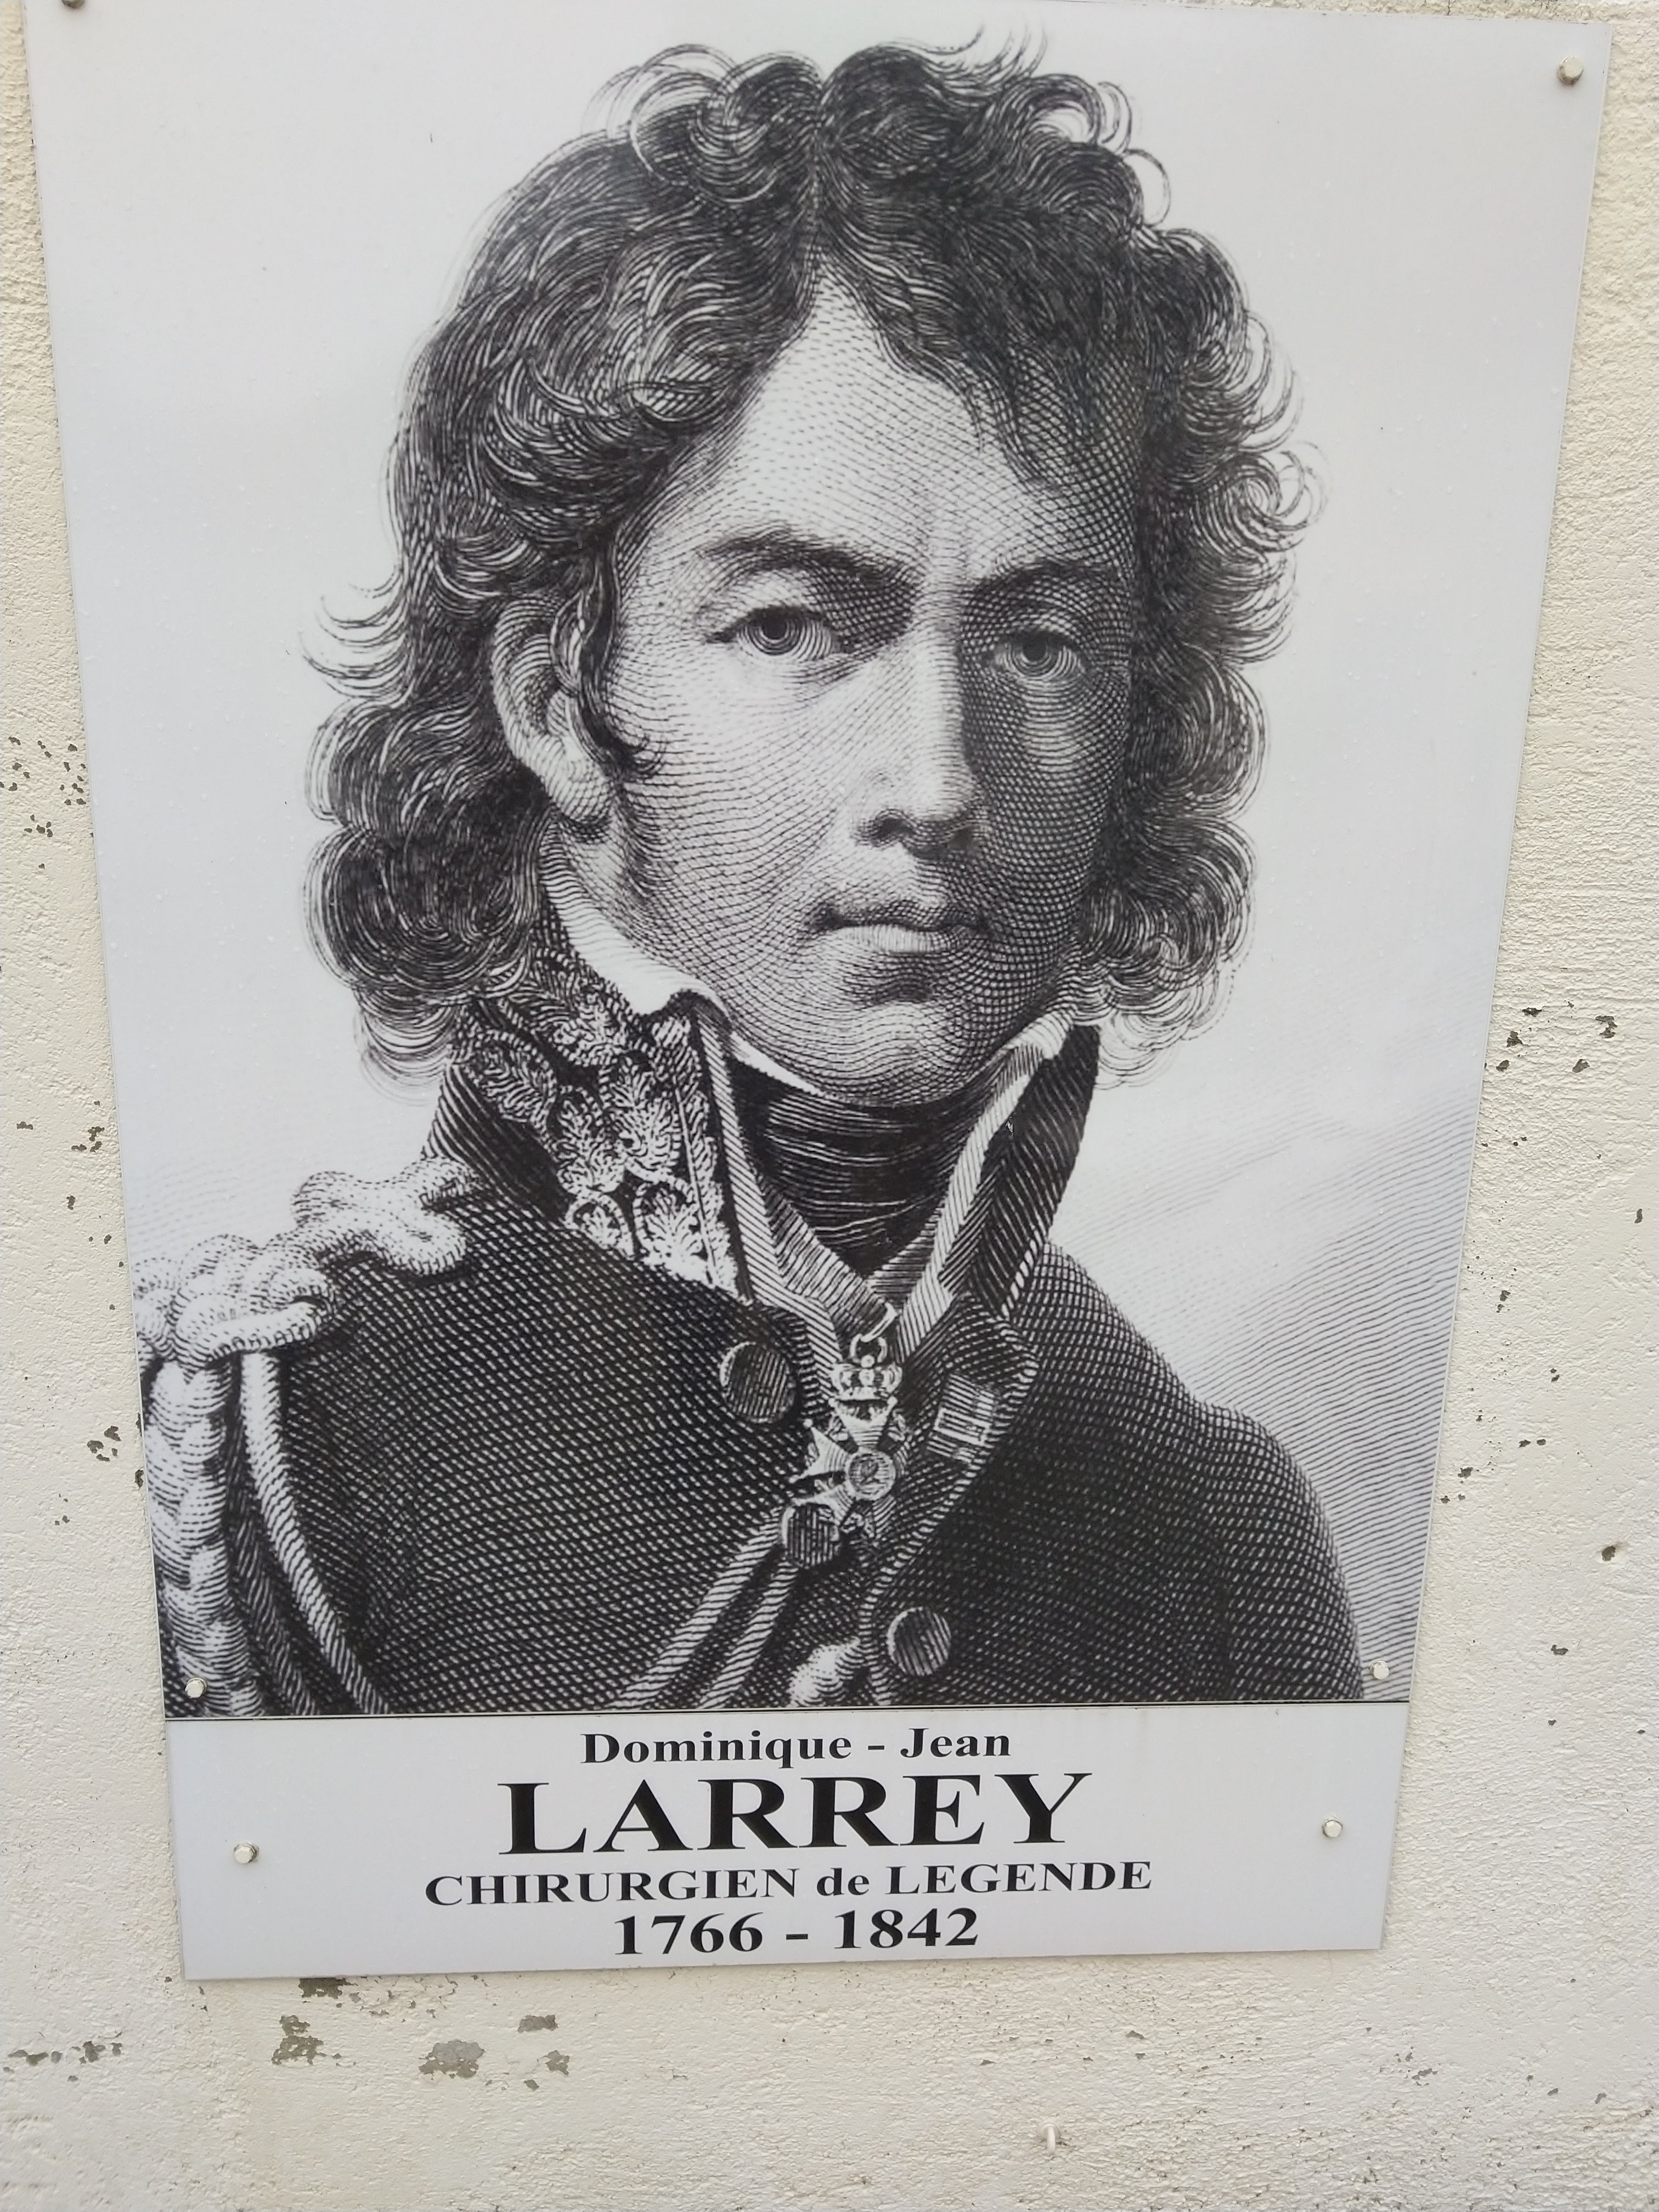 Dominique - Jean
LARREY
CHIRURGIEN de LEGENDE
1766 - 1842